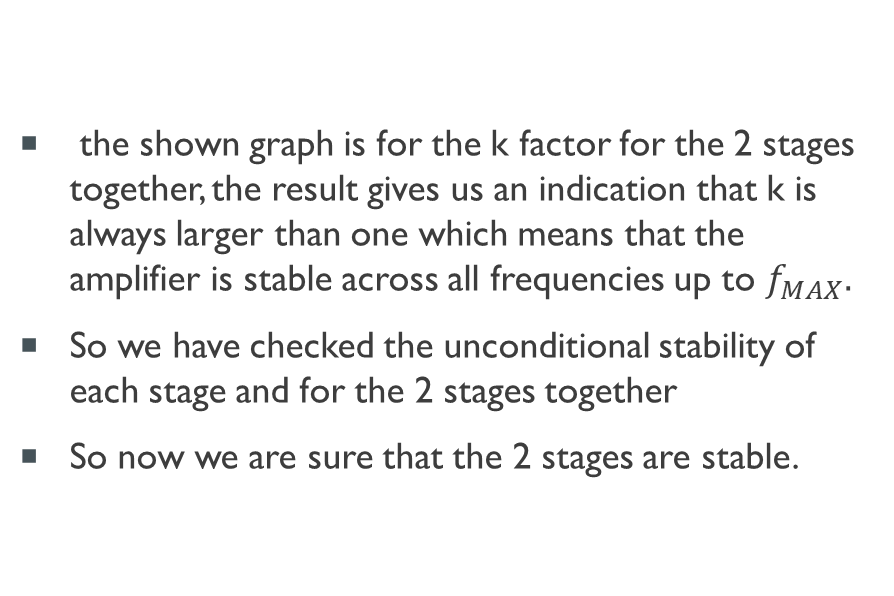 ▪ the shown graph is for the k factor for the 2 stages
together, the result gives us an indication that k is
always larger than one which means that the
amplifier is stable across all frequencies up to f_MAX.
▪ So we have checked the unconditional stability of
each stage and for the 2 stages together
▪ So now we are sure that the 2 stages are stable.